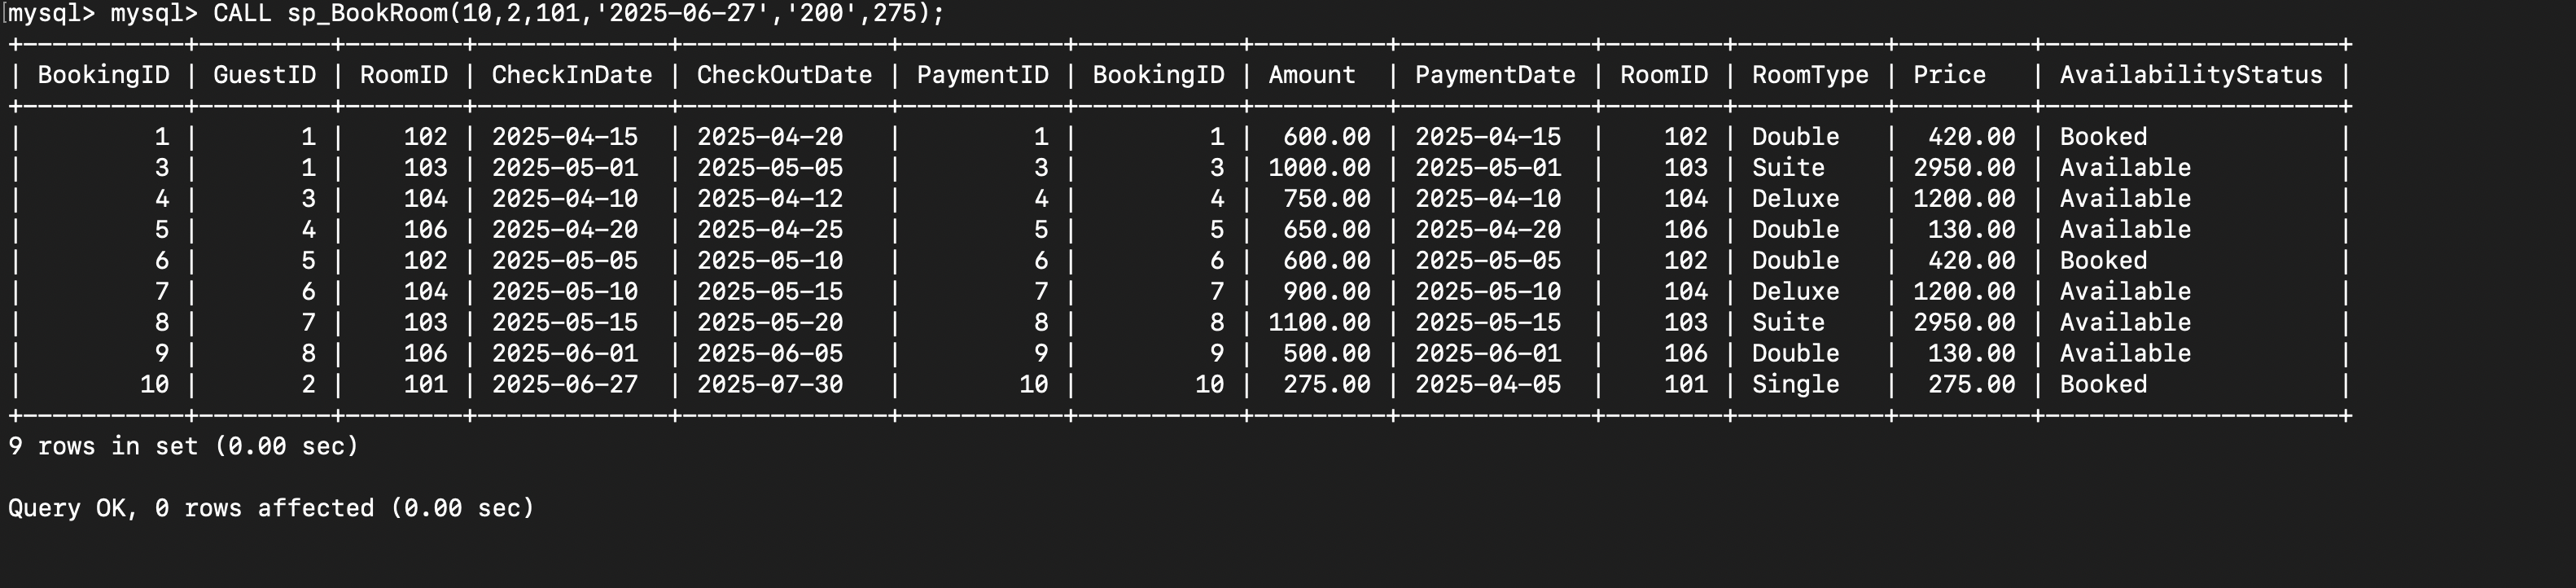 [mysql> mysql> CALL sp_BookRoom(10,2,101,'2025-06-27','200',275);
+-----------+---------+--------+-------------+--------------+-----------+-----------+---------+-------------+--------+----------+---------+--------------------+
| BookingID | GuestID | RoomID | CheckInDate | CheckOutDate | PaymentID | BookingID | Amount  | PaymentDate | RoomID | RoomType | Price   | AvailabilityStatus |
+-----------+---------+--------+-------------+--------------+-----------+-----------+---------+-------------+--------+----------+---------+--------------------+
|         1 |       1 |    102 | 2025-04-15  | 2025-04-20   |         1 |         1 |  600.00 | 2025-04-15  |    102 | Double   |  420.00 | Booked             |
|         3 |       1 |    103 | 2025-05-01  | 2025-05-05   |         3 |         3 | 1000.00 | 2025-05-01  |    103 | Suite    | 2950.00 | Available          |
|         4 |       3 |    104 | 2025-04-10  | 2025-04-12   |         4 |         4 |  750.00 | 2025-04-10  |    104 | Deluxe   | 1200.00 | Available          |
|         5 |       4 |    106 | 2025-04-20  | 2025-04-25   |         5 |         5 |  650.00 | 2025-04-20  |    106 | Double   |  130.00 | Available          |
|         6 |       5 |    102 | 2025-05-05  | 2025-05-10   |         6 |         6 |  600.00 | 2025-05-05  |    102 | Double   |  420.00 | Booked             |
|         7 |       6 |    104 | 2025-05-10  | 2025-05-15   |         7 |         7 |  900.00 | 2025-05-10  |    104 | Deluxe   | 1200.00 | Available          |
|         8 |       7 |    103 | 2025-05-15  | 2025-05-20   |         8 |         8 | 1100.00 | 2025-05-15  |    103 | Suite    | 2950.00 | Available          |
|         9 |       8 |    106 | 2025-06-01  | 2025-06-05   |         9 |         9 |  500.00 | 2025-06-01  |    106 | Double   |  130.00 | Available          |
|        10 |       2 |    101 | 2025-06-27  | 2025-07-30   |        10 |        10 |  275.00 | 2025-04-05  |    101 | Single   |  275.00 | Booked             |
+-----------+---------+--------+-------------+--------------+-----------+-----------+---------+-------------+--------+----------+---------+--------------------+
9 rows in set (0.00 sec)
Query OK, 0 rows affected (0.00 sec)